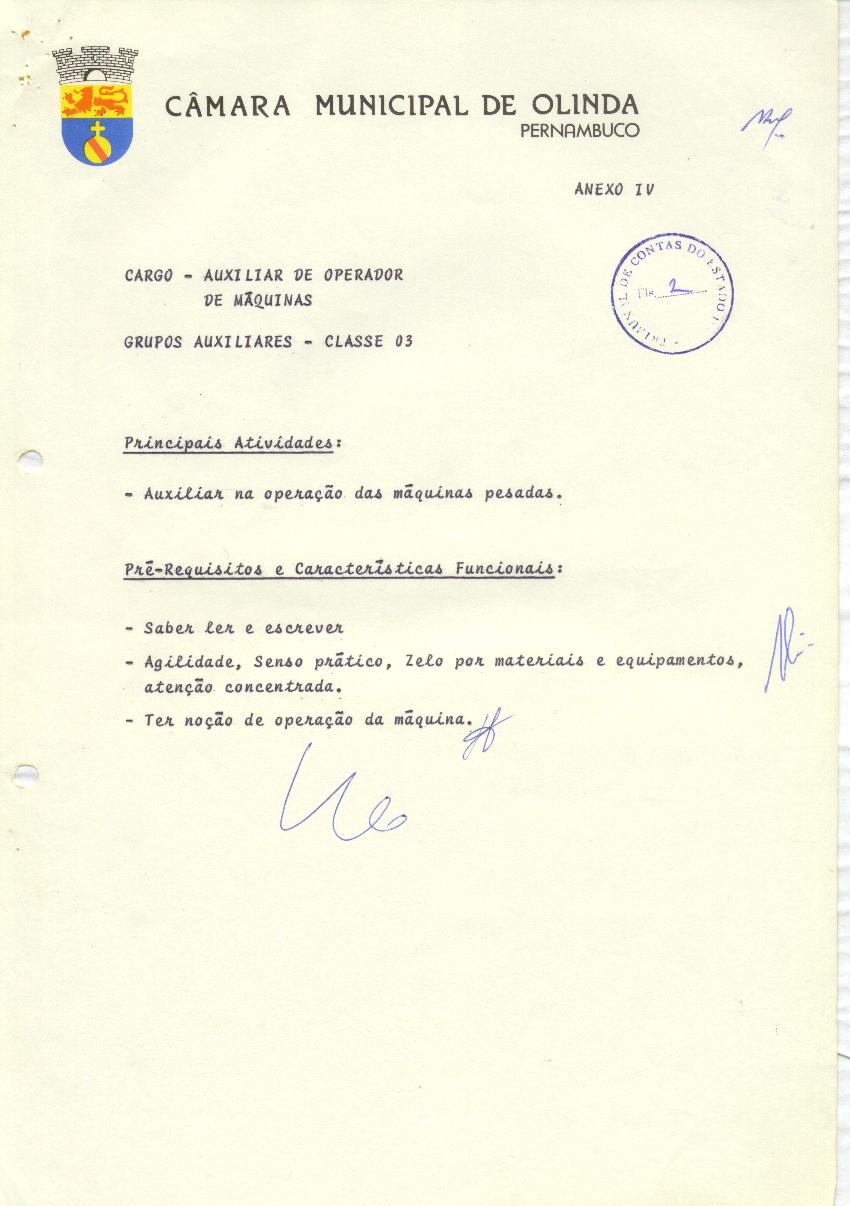 CÂMARA MUNICIPAL DE OLINDA
PERNAMBUCO
ANEXO IV
CARGO - AUXILIAR DE OPERADOR
DE MÁQUINAS
TRIBUNAL DE CONTAS DO ESTADO
Fls. 2
GRUPOS AUXILIARES - CLASSE 03
Principais Atividades:
- Auxiliar na operação das máquinas pesadas.
Pré-Requisitos e Características Funcionais:
- Saber ler e escrever
- Agilidade, Senso prático, Zelo por materiais e equipamentos,
atenção concentrada.
- Ter noção de operação da máquina.